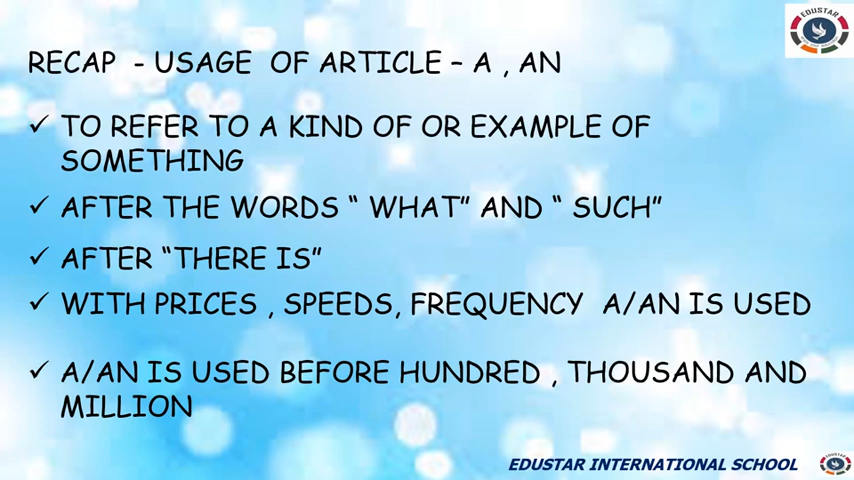 EDUSTAR
RECAP - USAGE OF ARTICLE – A , AN
✓ TO REFER TO A KIND OF OR EXAMPLE OF
SOMETHING
✓ AFTER THE WORDS “ WHAT” AND “ SUCH”
✓ AFTER “THERE IS”
✓ WITH PRICES , SPEEDS, FREQUENCY A/AN IS USED
✓ A/AN IS USED BEFORE HUNDRED , THOUSAND AND
MILLION
EDUSTAR INTERNATIONAL SCHOOL